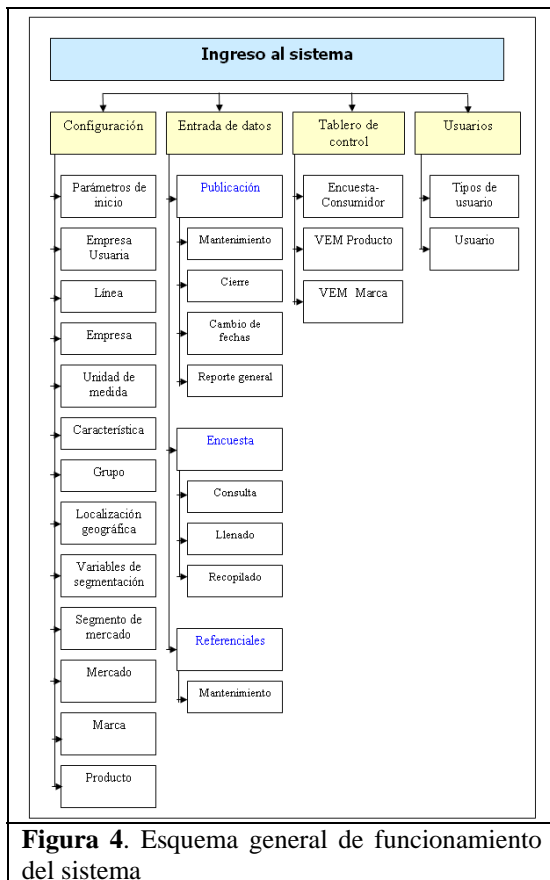 Ingreso al sistema
Configuración
Entrada de datos
Tablero de
control
Usuarios
Parámetros de
inicio
Empresa
Usuaria
Línea
Empresa
Unidad de
medida
Característica
Grupo
Localización
geográfica
Variables de
segmentación
Segmento de
mercado
Mercado
Marca
Producto
Publicación
Mantenimiento
Cierre
Cambio de
fechas
Reporte general
Encuesta
Consulta
Llenado
Recopilado
Referenciales
Mantenimiento
Encuesta-
Consumidor
VEM Producto
VEM Marca
Tipos de
usuario
Usuario
Figura 4. Esquema general de funcionamiento
del sistema